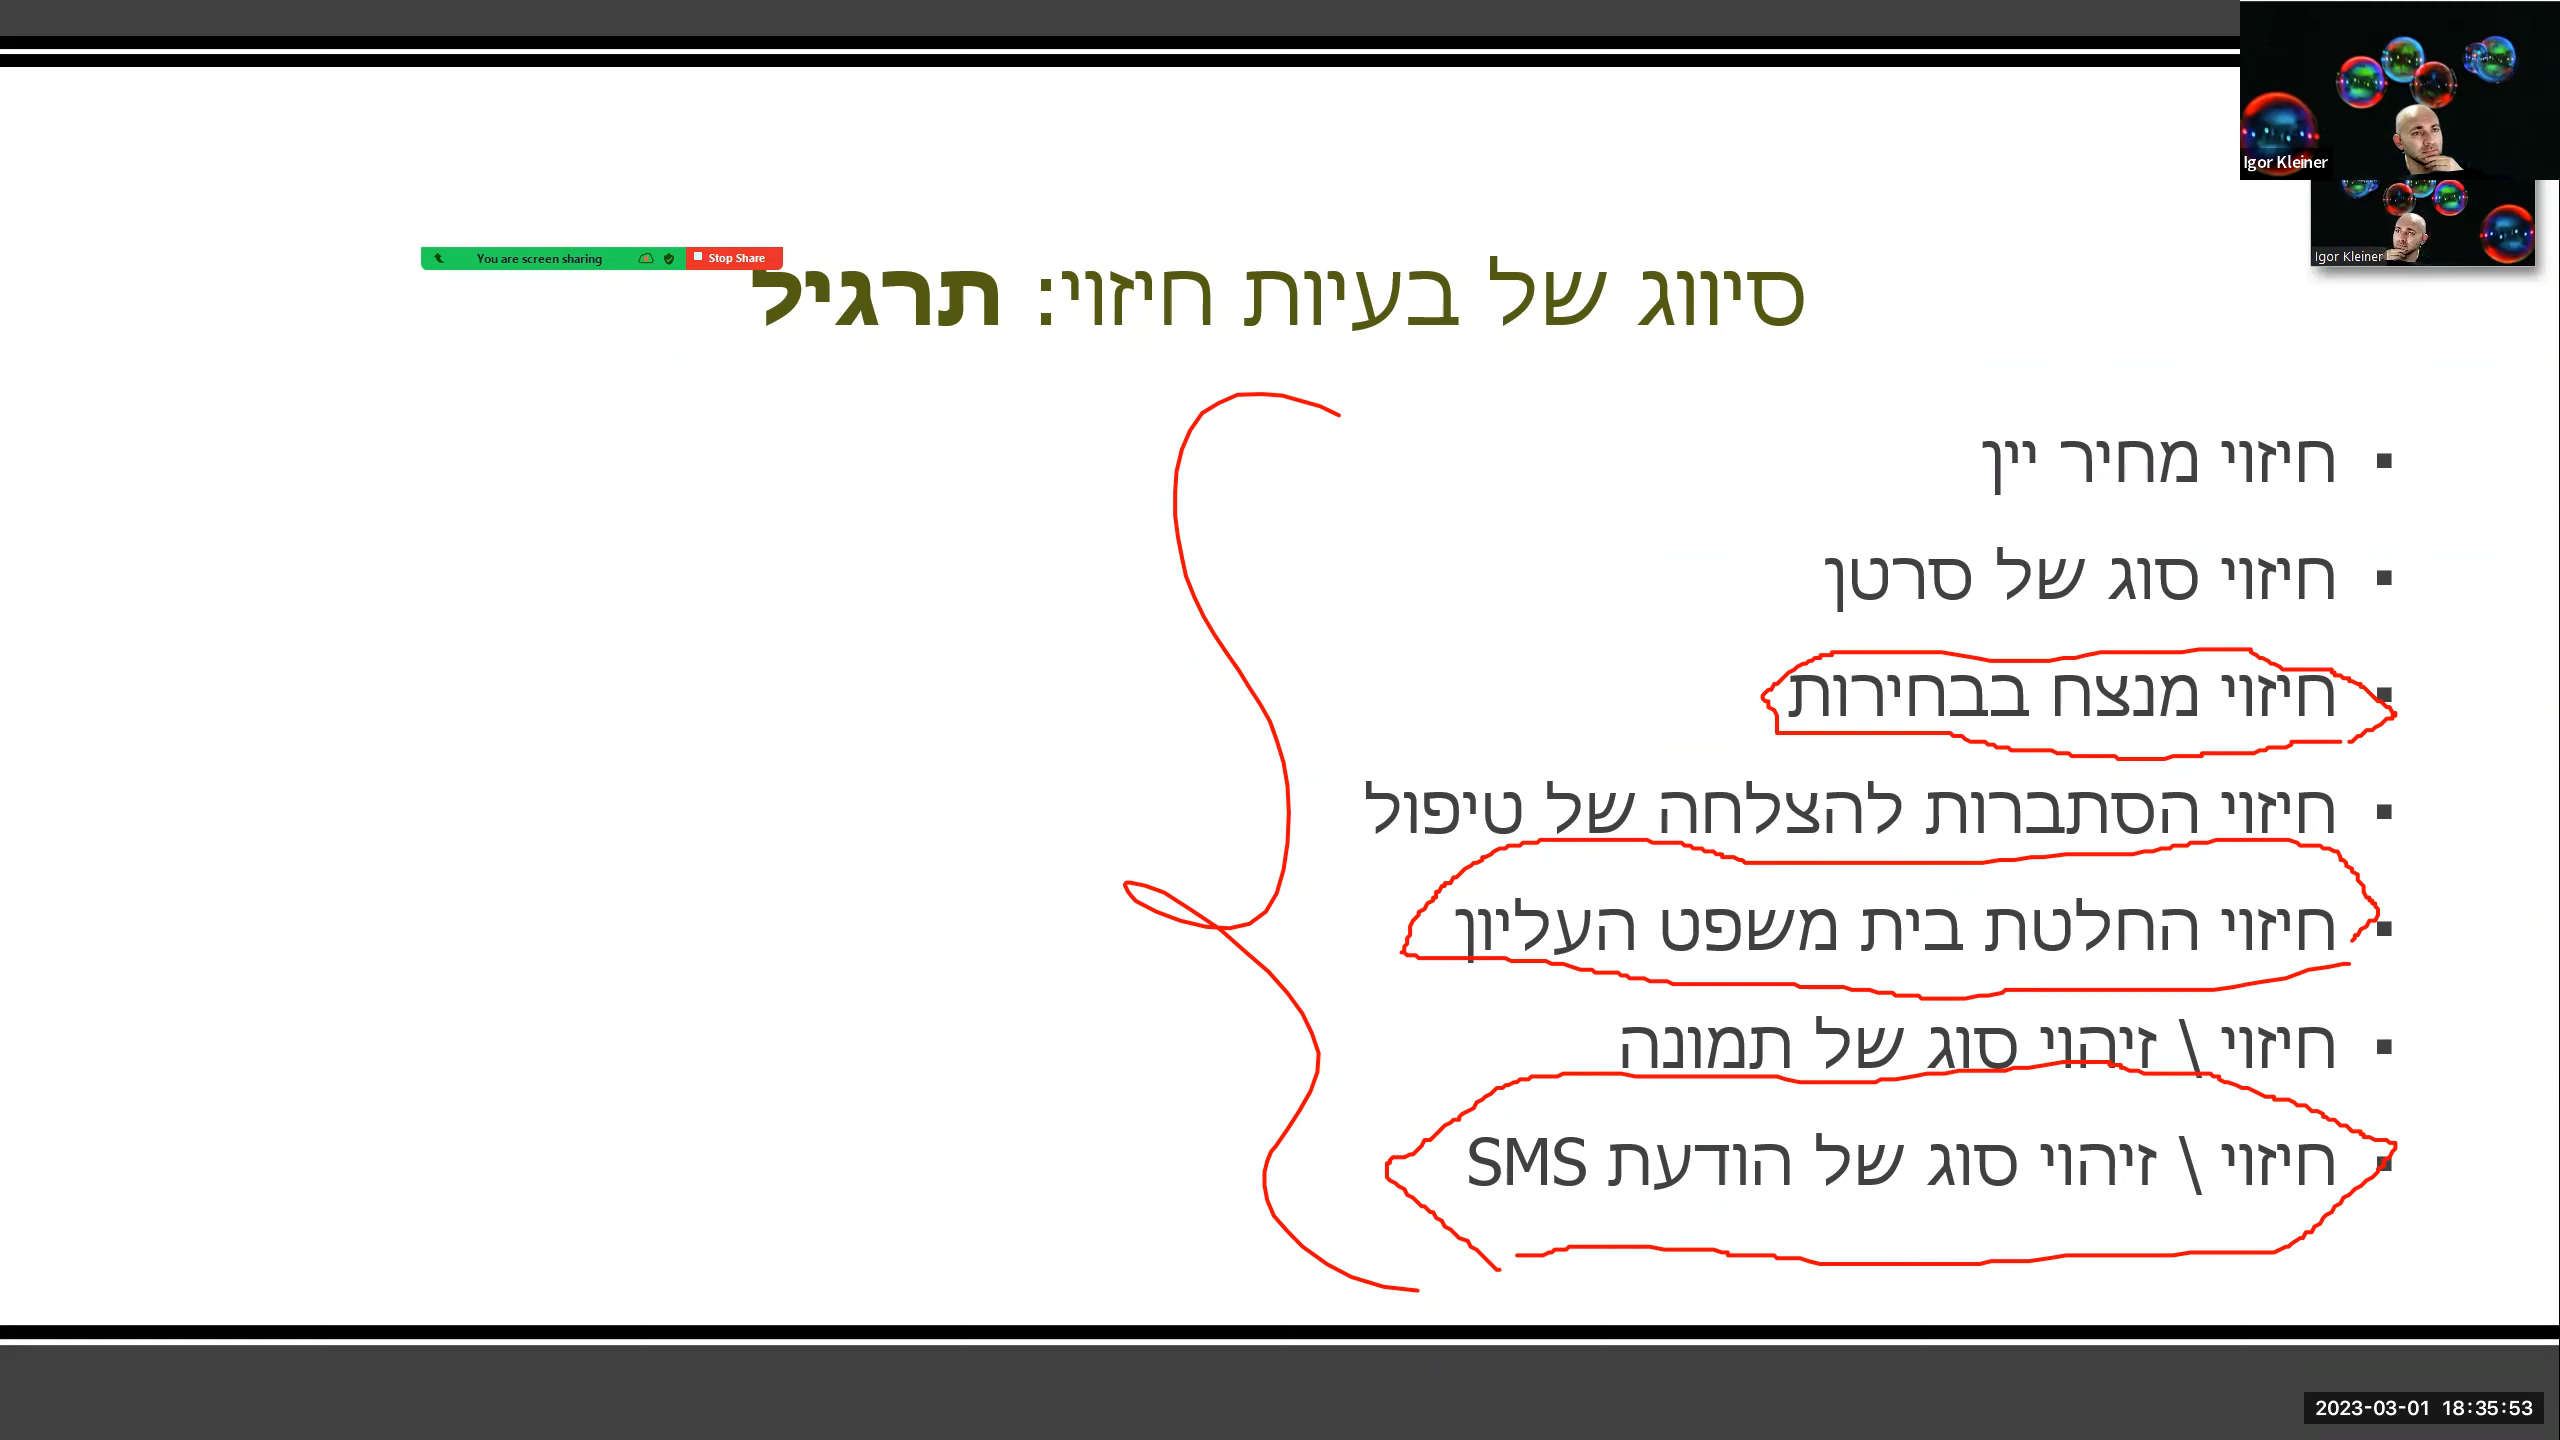 Igor Kleiner
Igor Kleiner
You are screen sharing
Stop Share
סיווג של בעיות חיזוי: תרגיל
▪ חיזוי מחיר יין
▪ חיזוי סוג של סרטן
▪ חיזוי מנצח בבחירות
▪ חיזוי הסתברות להצלחה של טיפול
▪ חיזוי החלטת בית משפט העליון
▪ חיזוי \ זיהוי סוג של תמונה
▪ חיזוי \ זיהוי סוג של הודעת SMS
2023-03-01 18:35:53